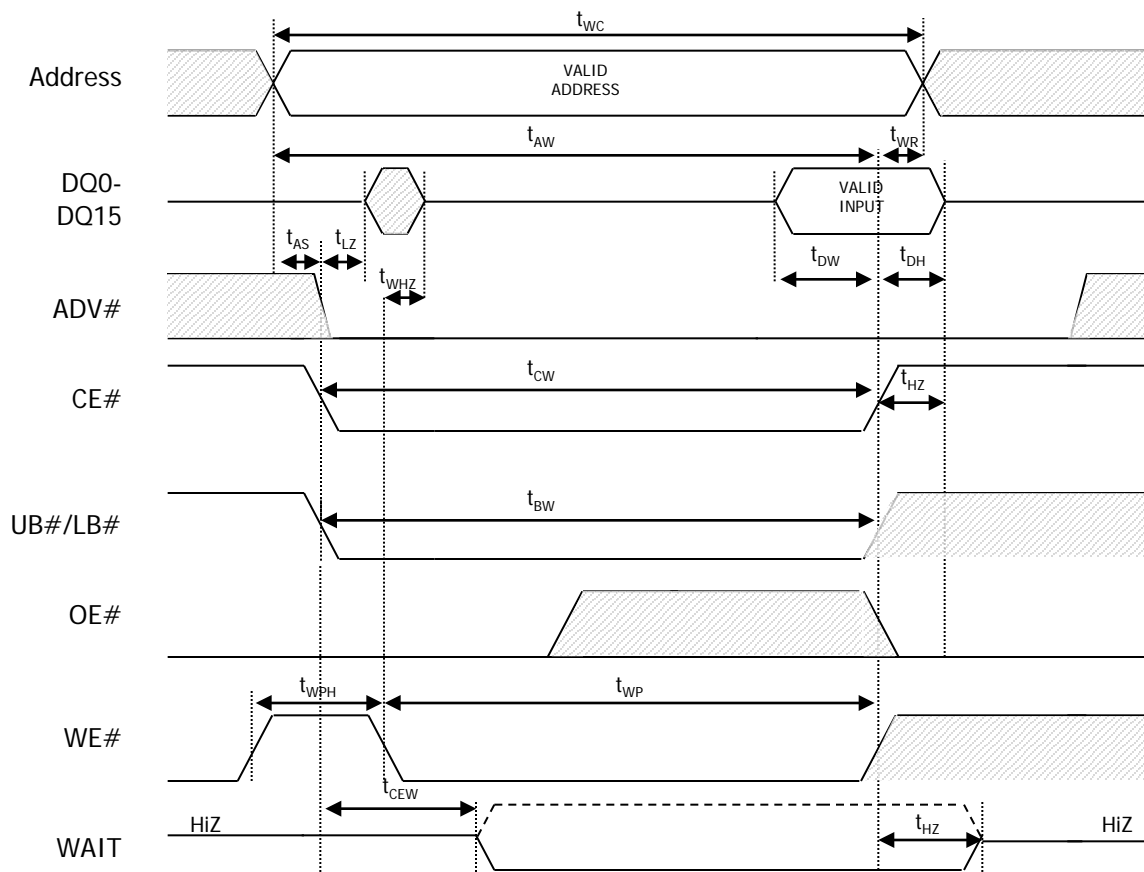 tWC
Address
VALID
ADDRESS
tAW
tWR
DQ0-
DQ15
VALID
INPUT
tAS
tLZ
tWHZ
tDW
tDH
ADV#
tCW
tHZ
CE#
tBW
UB#/LB#
OE#
tWPH
tWP
WE#
tCEW
HiZ
tHZ
HiZ
WAIT